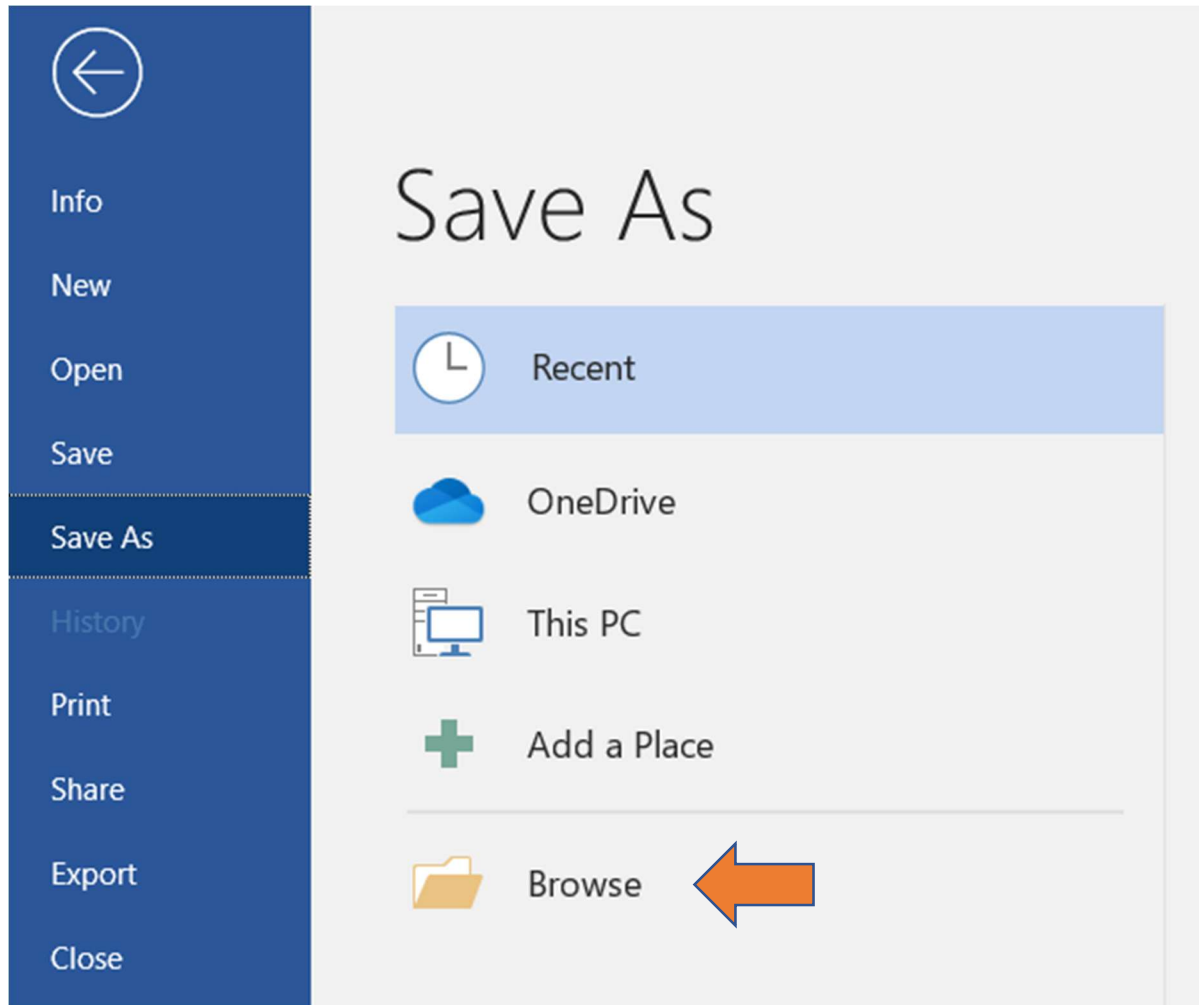 Info
New
Open
Save
Save As
History
Print
Share
Export
Close
Save As
Recent
OneDrive
This PC
Add a Place
Browse